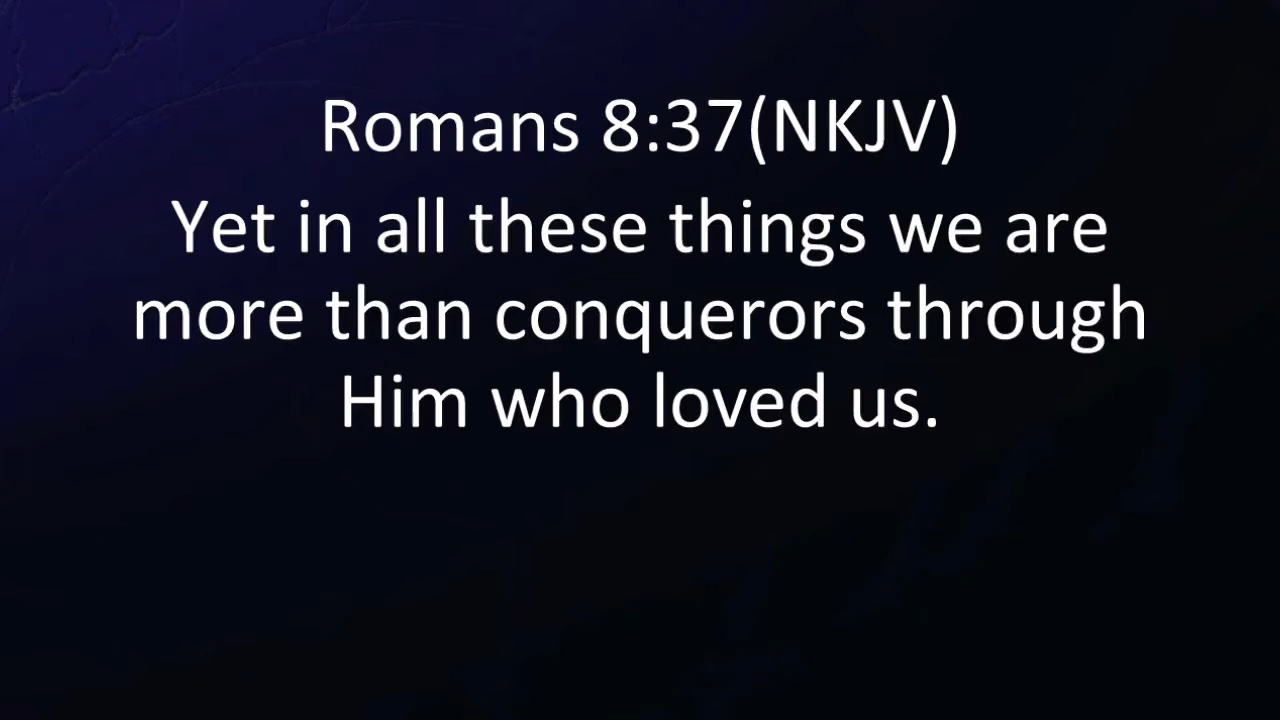 Romans 8:37(NKJV)
Yet in all these things we are
more than conquerors through
Him who loved us.